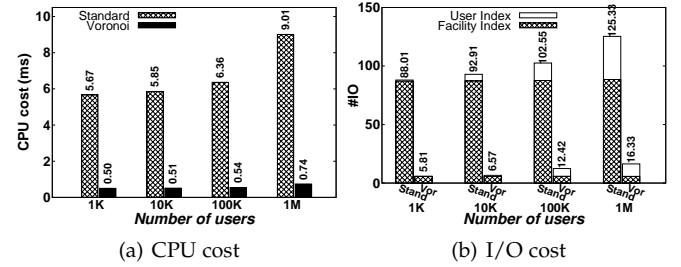 Standard
Voronoi
CPU cost (ms)
10
8
6
4
2
0
5.67
0.50
5.85
0.51
6.36
0.54
9.01
0.74
1K
10K
100K
1M
Number of users
(a) CPU cost
User Index
Facility Index
#IO
150
100
50
0
88.01
5.81
92.91
6.57
102.55
12.42
125.33
16.33
Stand
Vor
Stand
Vor
Stand
Vor
Stand
Vor
1K
10K
100K
1M
Number of users
(b) I/O cost